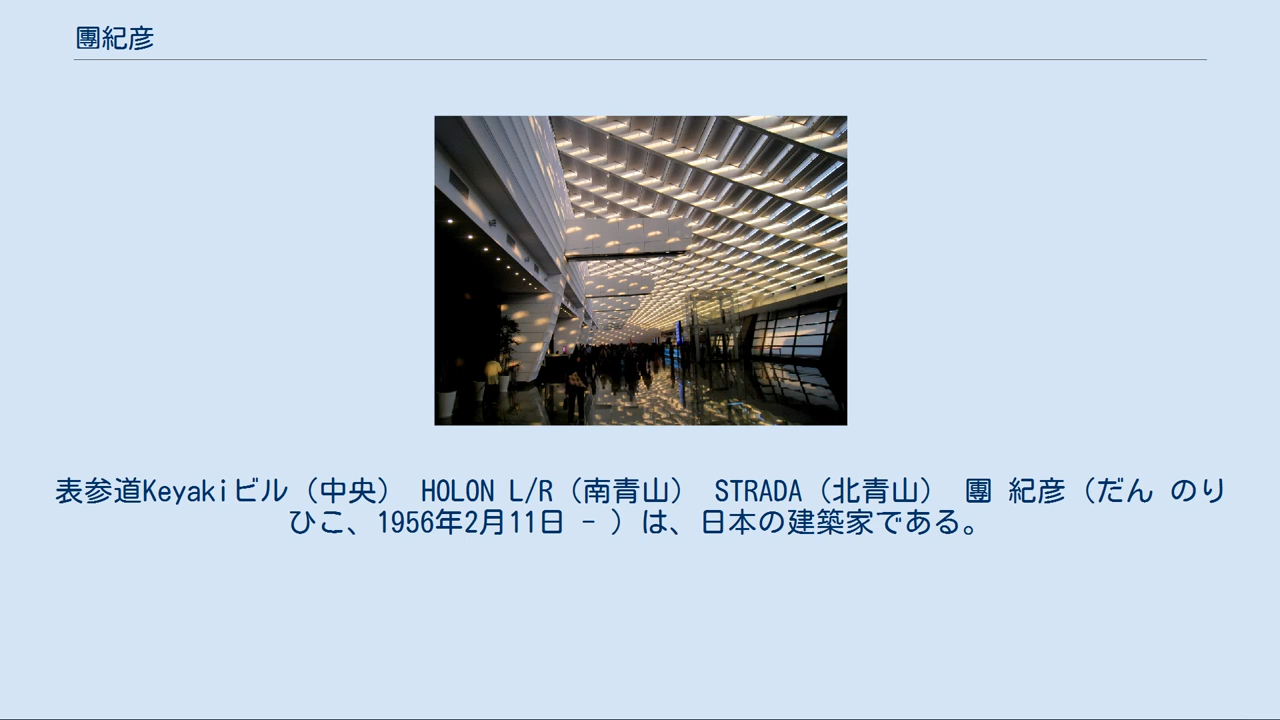 團紀彦
表参道Keyakiビル（中央） HOLON L/R（南青山） STRADA（北青山） 團 紀彦（だん のり
ひこ、1956年2月11日 - ）は、日本の建築家である。